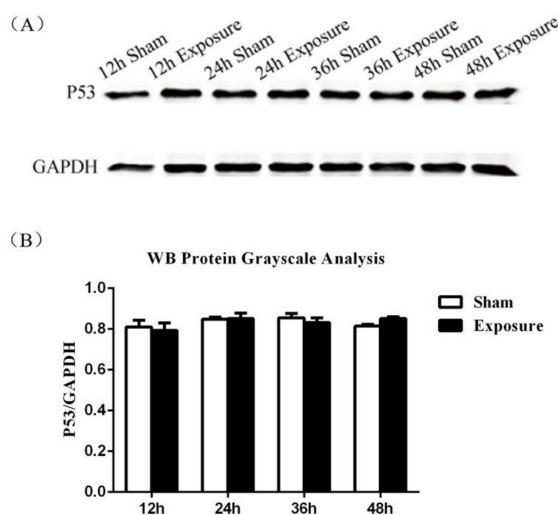 （A）
12h Sham
12h Exposure
24h Sham
24h Exposure
36h Sham
36h Exposure
48h Sham
48h Exposure
P53
GAPDH
（B）
WB Protein Grayscale Analysis
Sham
Exposure
P53/GAPDH
1.0
0.8
0.6
0.4
0.2
0.0
12h 24h 36h 48h